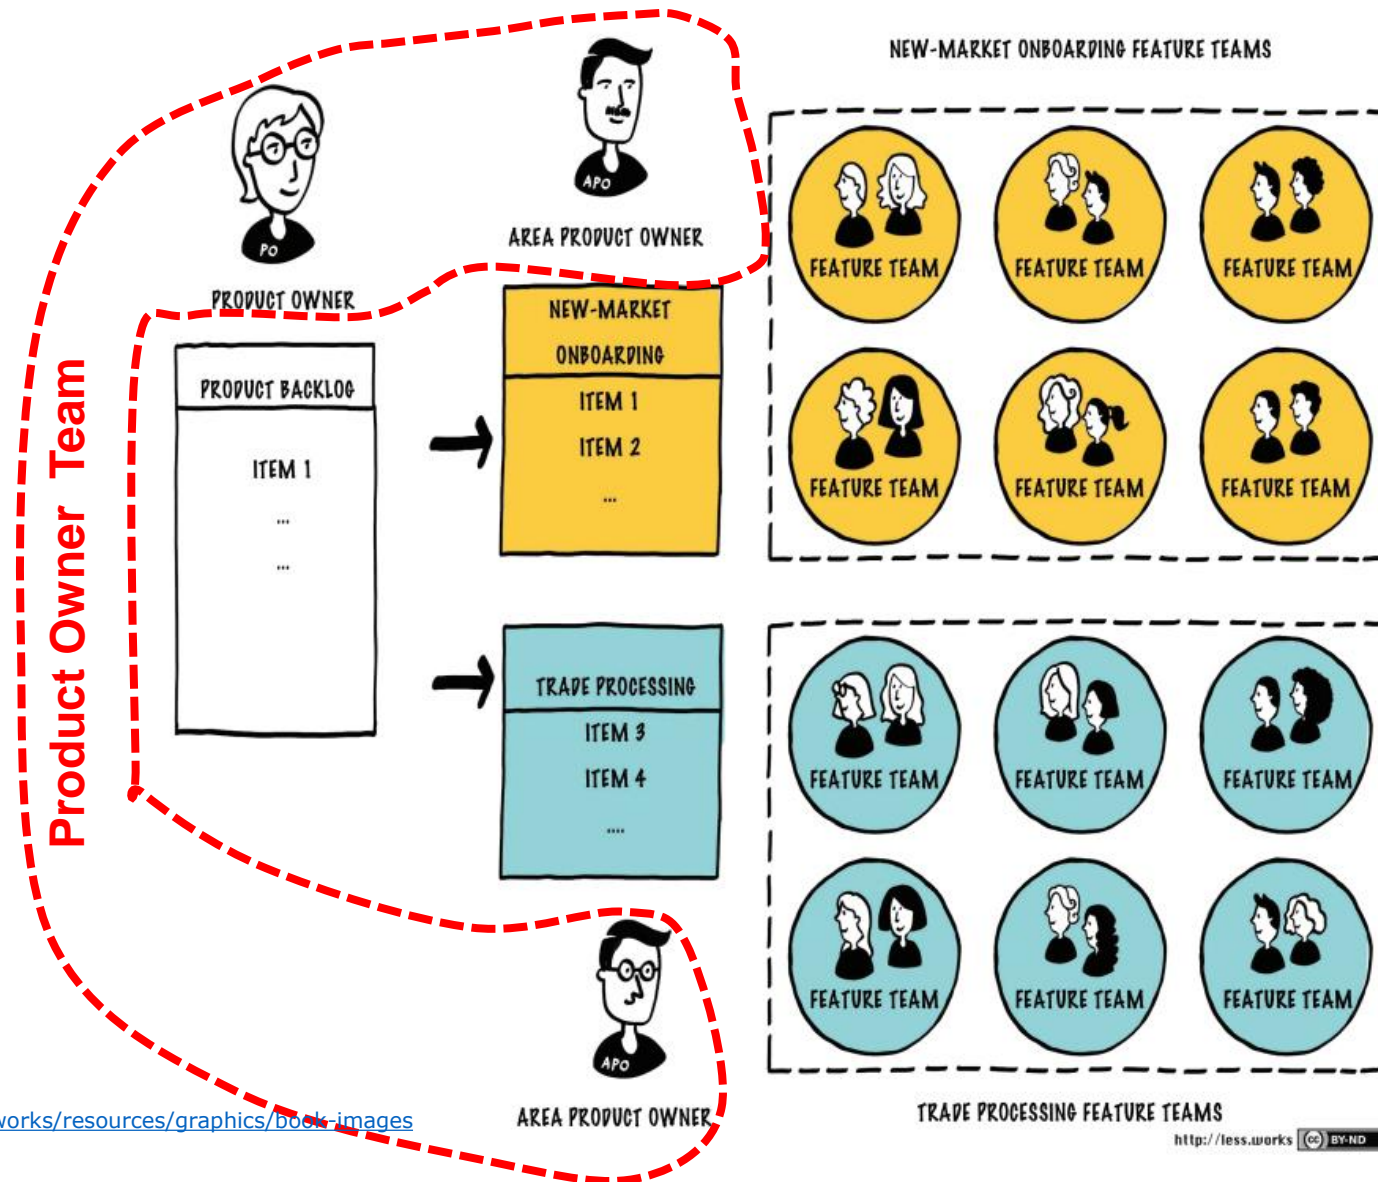 NEW-MARKET ONBOARDING FEATURE TEAMS
PO
PRODUCT OWNER
APO
AREA PRODUCT OWNER
Product Owner Team
PRODUCT BACKLOG
ITEM 1
...
...
NEW-MARKET
ONBOARDING
ITEM 1
ITEM 2
...
FEATURE TEAM
FEATURE TEAM
FEATURE TEAM
FEATURE TEAM
FEATURE TEAM
FEATURE TEAM
TRADE PROCESSING
ITEM 3
ITEM 4
....
FEATURE TEAM
FEATURE TEAM
FEATURE TEAM
FEATURE TEAM
FEATURE TEAM
FEATURE TEAM
APO
AREA PRODUCT OWNER
TRADE PROCESSING FEATURE TEAMS
works/resources/graphics/book-images
http://less.works
cc BY-ND